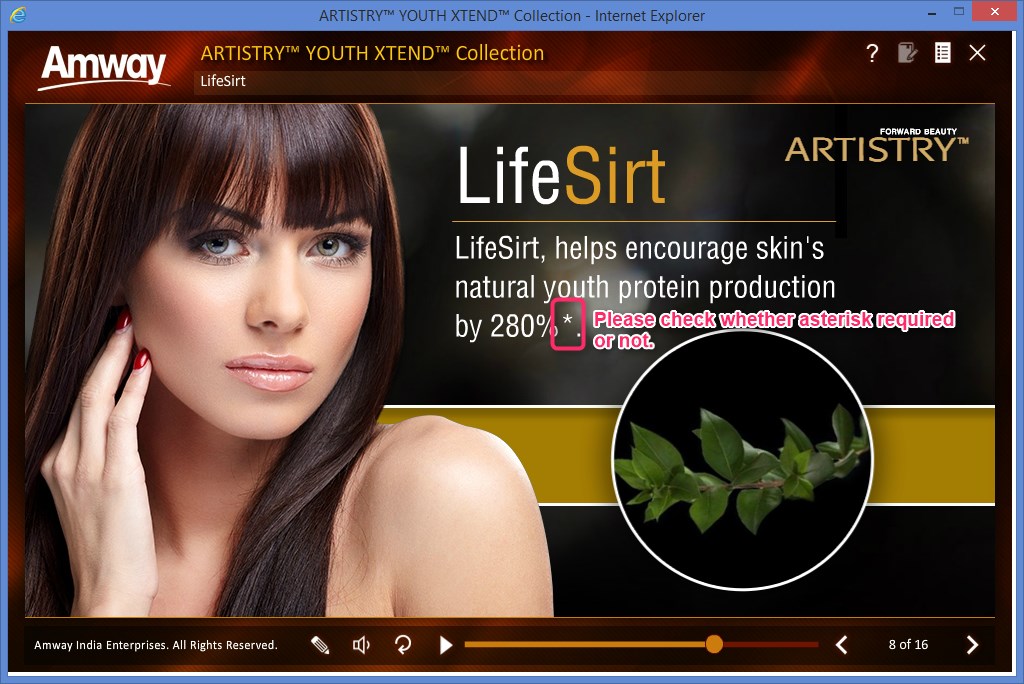 ARTISTRY™ YOUTH XTEND™ Collection - Internet Explorer
Amway
ARTISTRY™ YOUTH XTEND™ Collection
?
LifeSirt
FORWARD BEAUTY
ARTISTRY™
LifeSirt
LifeSirt, helps encourage skin's
natural youth protein production
by 280%*.
Please check whether asterisk required
or not.
Amway India Enterprises. All Rights Reserved.
8 of 16